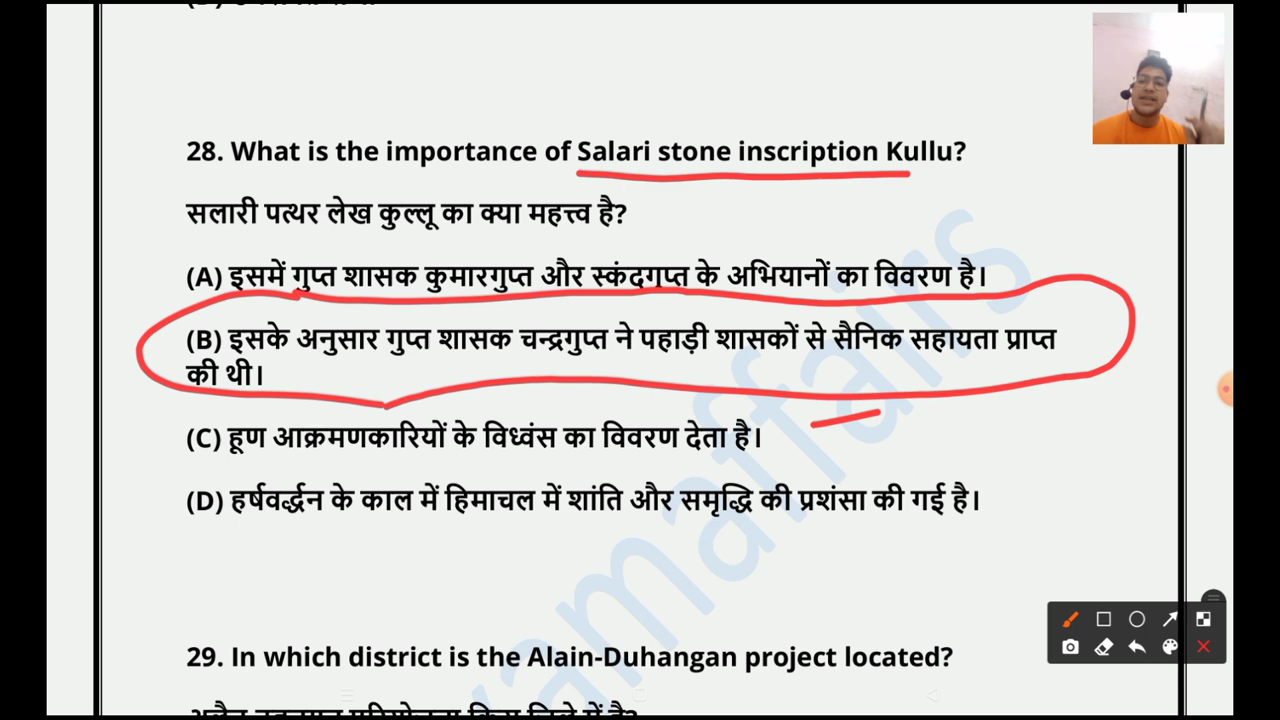 28. What is the importance of Salari stone inscription Kullu?
सलारी पत्थर लेख कुल्लू का क्या महत्त्व है?
(A) इसमें गुप्त शासक कुमारगुप्त और स्कंदगुप्त के अभियानों का विवरण है।
(B) इसके अनुसार गुप्त शासक चन्द्रगुप्त ने पहाड़ी शासकों से सैनिक सहायता प्राप्त
की थी।
(C) हूण आक्रमणकारियों के विध्वंस का विवरण देता है।
(D) हर्षवर्द्धन के काल में हिमाचल में शांति और समृद्धि की प्रशंसा की गई है।
29. In which district is the Alain-Duhangan project located?